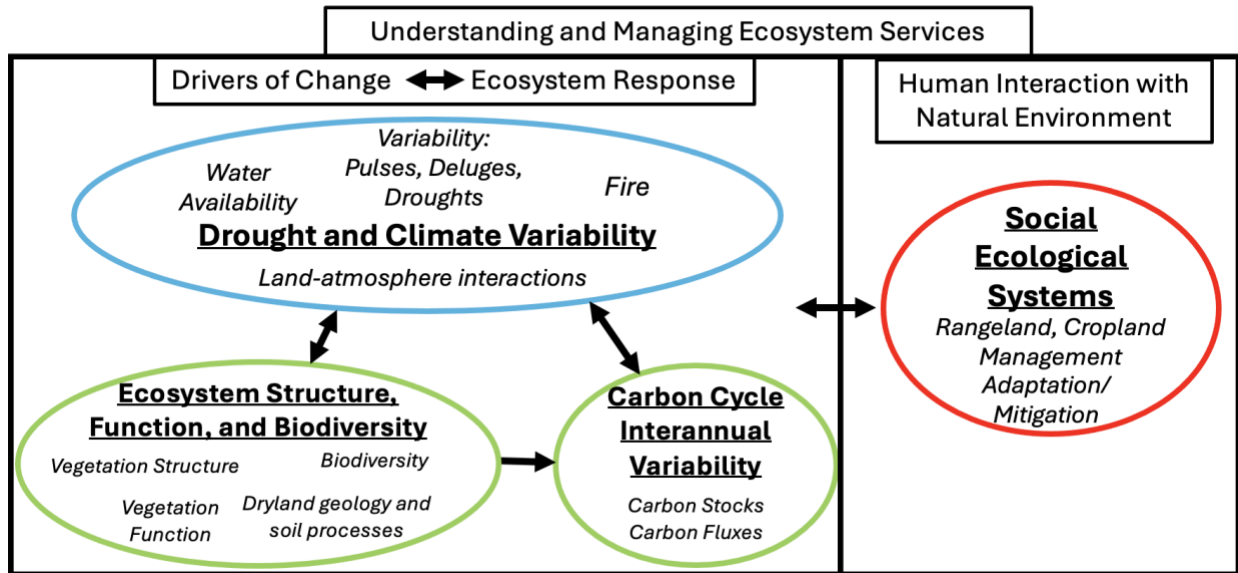 Understanding and Managing Ecosystem Services
Drivers of Change
Ecosystem Response
Human Interaction with
Natural Environment
Variability:
Pulses, Deluges,
Droughts
Water
Availability
Fire
Drought and Climate Variability
Land-atmosphere interactions
Social
Ecological
Systems
Rangeland, Cropland
Management
Adaptation/
Mitigation
Ecosystem Structure,
Function, and Biodiversity
Vegetation Structure
Biodiversity
Vegetation
Function
Dryland geology and
soil processes
Carbon Cycle
Interannual
Variability
Carbon Stocks
Carbon Fluxes